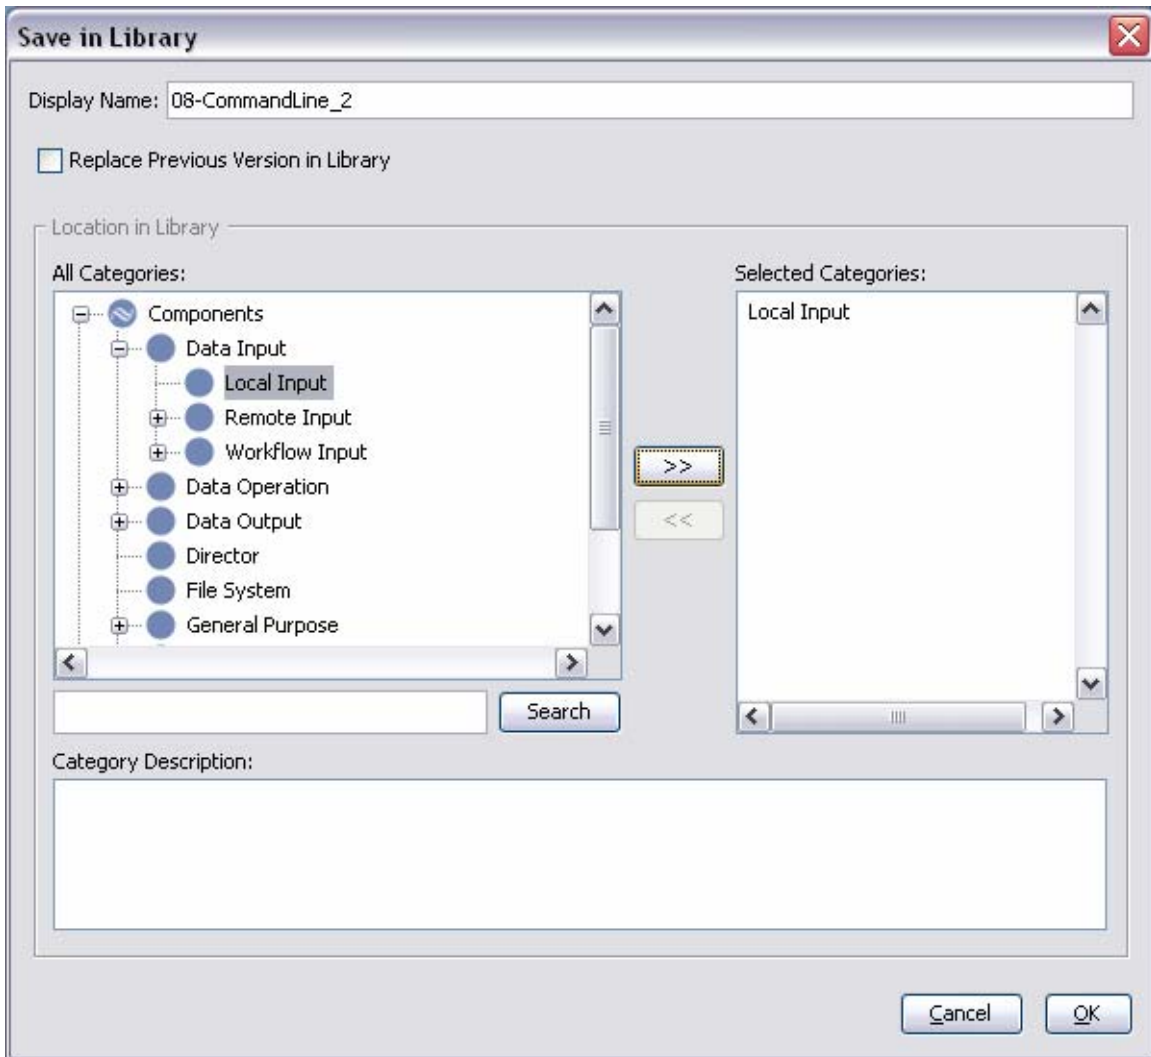 Save in Library
Display Name: 08-CommandLine_2
Replace Previous Version in Library
Location in Library
All Categories:
Components
Data Input
Local Input
Remote Input
Workflow Input
Data Operation
Data Output
Director
File System
General Purpose
Search
>>
<<
Selected Categories:
Local Input
Category Description:
Cancel
OK